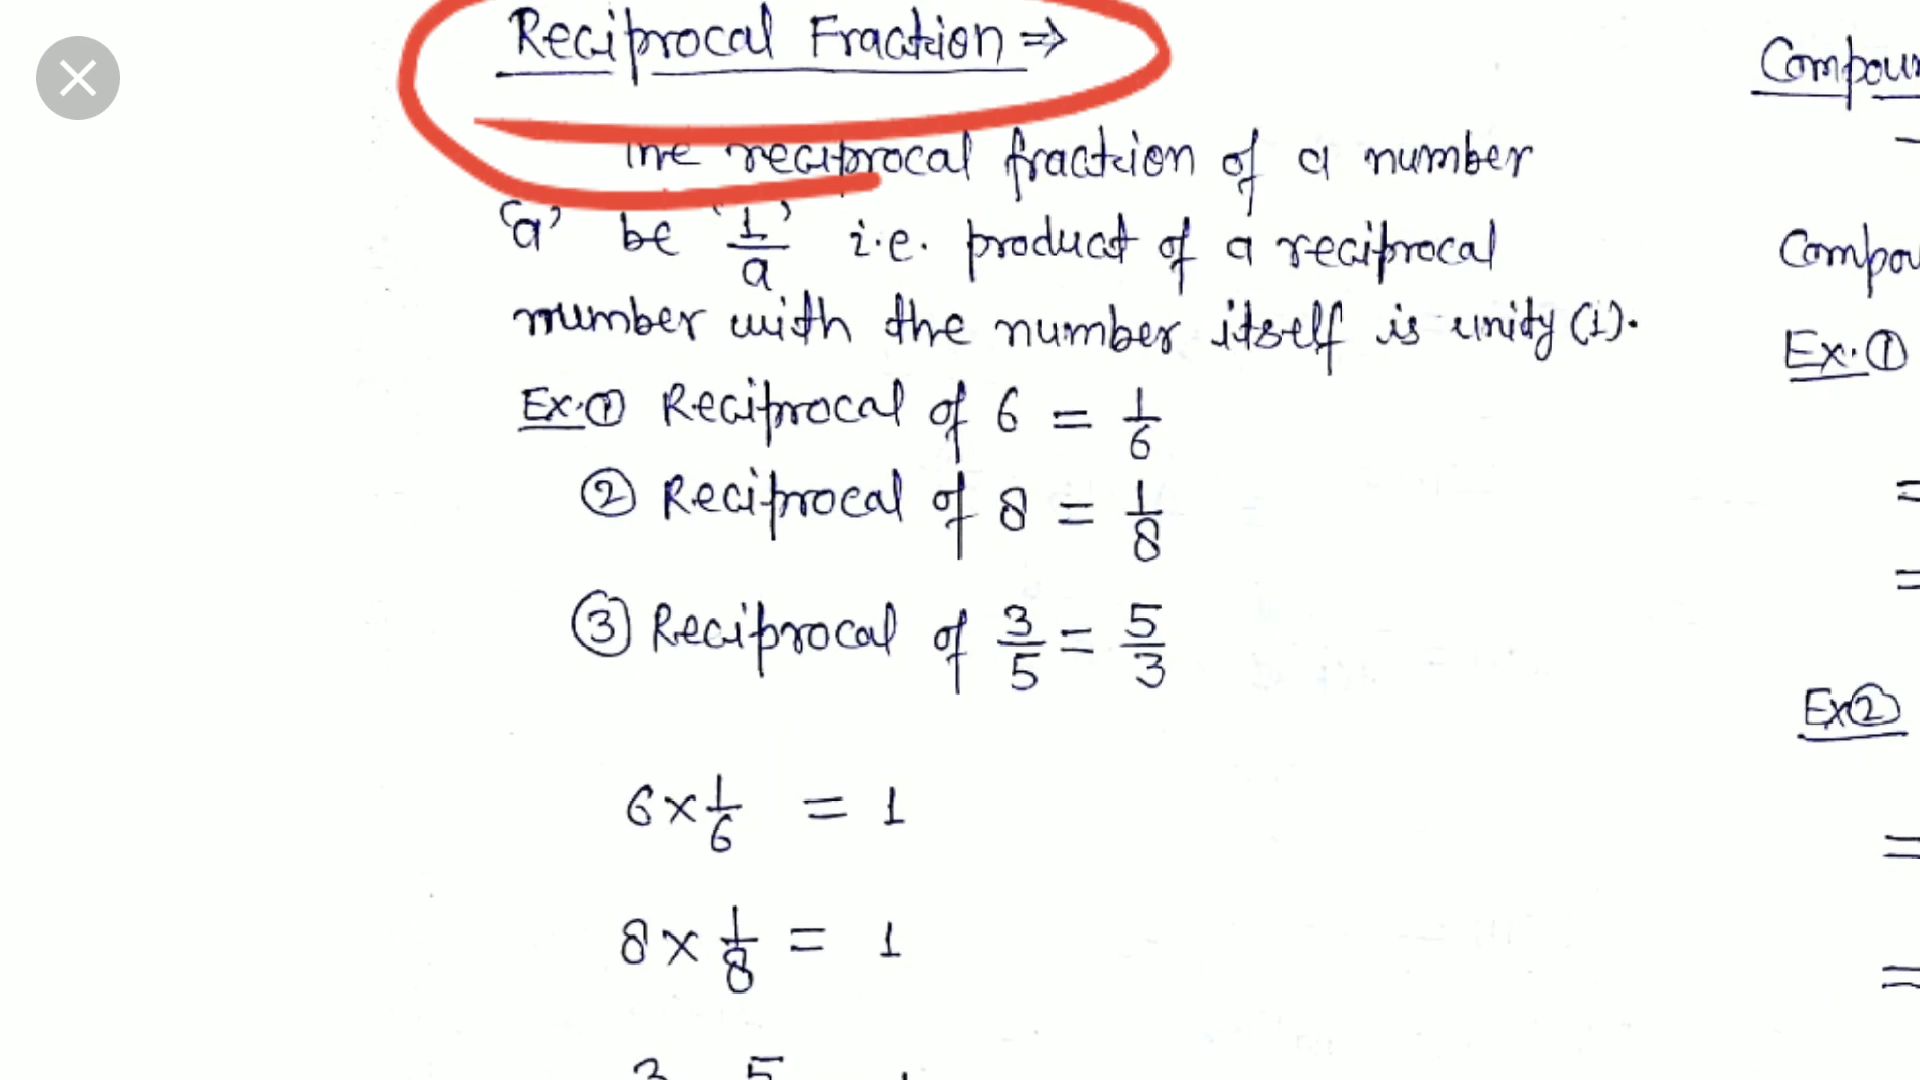 Reciprocal Fraction ⇒
The reciprocal fraction of a number
'a' be '1/a' i.e. product of a reciprocal
number with the number itself is unity (1).
Ex.① Reciprocal of 6 = 1/6
② Reciprocal of 8 = 1/8
③ Reciprocal of 3/5 = 5/3
6 × 1/6 = 1
8 × 1/8 = 1
Ex.①
=
=
Ex②
=
=